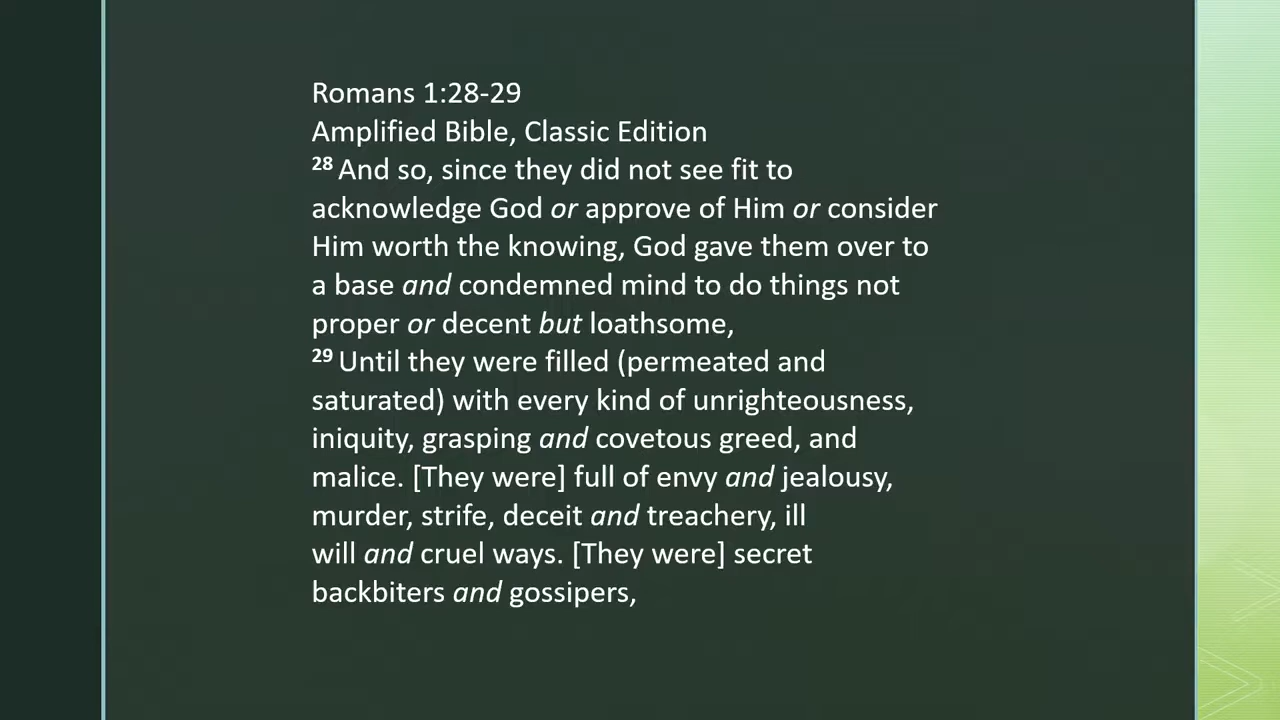 Romans 1:28-29
Amplified Bible, Classic Edition
28 And so, since they did not see fit to
acknowledge God or approve of Him or consider
Him worth the knowing, God gave them over to
a base and condemned mind to do things not
proper or decent but loathsome,
29 Until they were filled (permeated and
saturated) with every kind of unrighteousness,
iniquity, grasping and covetous greed, and
malice. [They were] full of envy and jealousy,
murder, strife, deceit and treachery, ill
will and cruel ways. [They were] secret
backbiters and gossipers,